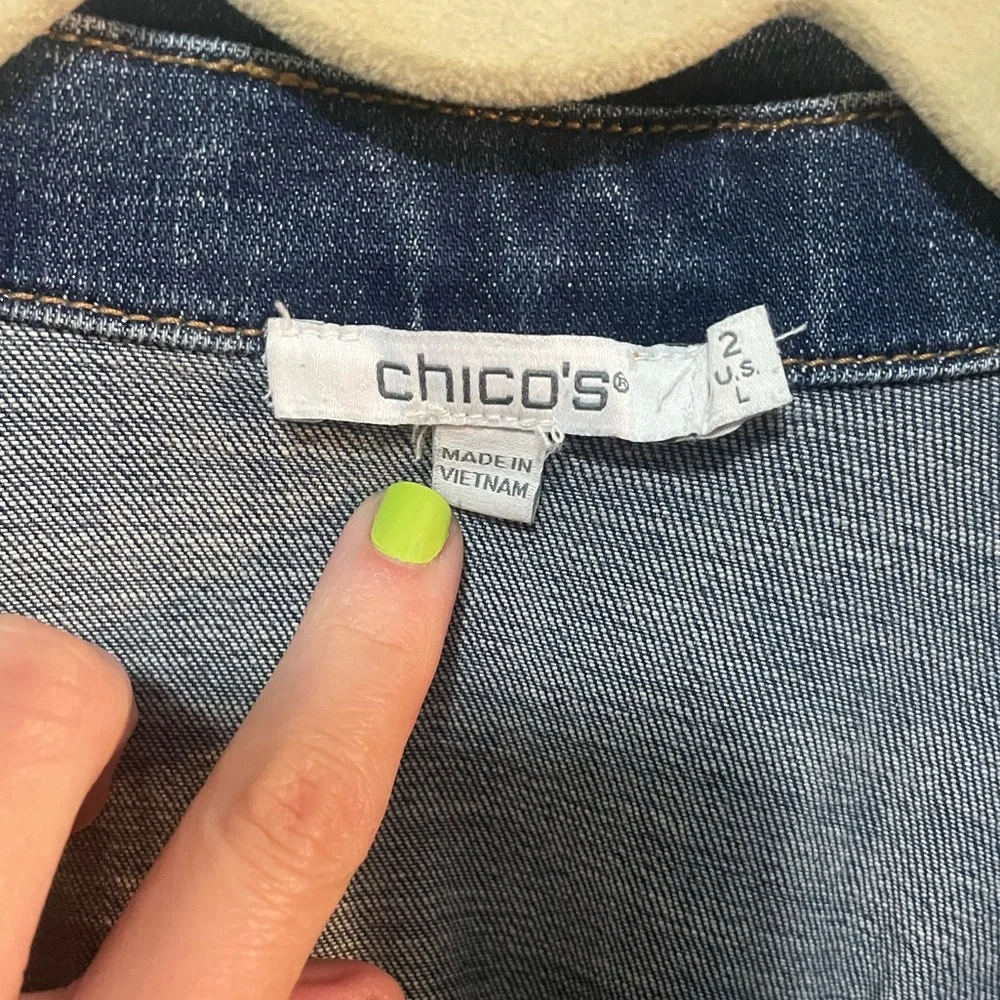 chico's®
2
U.S.
L
MADE IN
VIETNAM